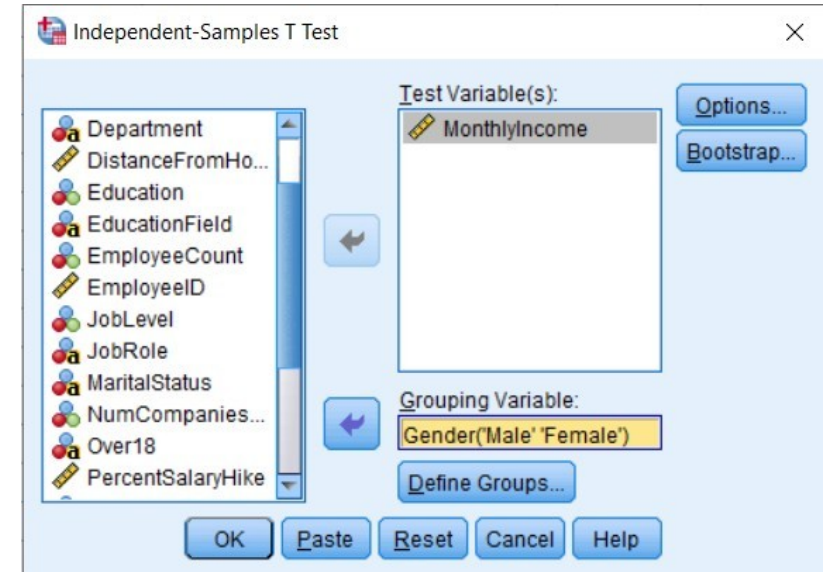 Independent-Samples T Test
Test Variable(s):
MonthlyIncome
Options...
Bootstrap...
Department
DistanceFromHo...
Education
EducationField
EmployeeCount
EmployeeID
JobLevel
JobRole
MaritalStatus
NumCompanies...
Over18
PercentSalaryHike
Grouping Variable:
Gender('Male' 'Female')
Define Groups...
OK Paste Reset Cancel Help